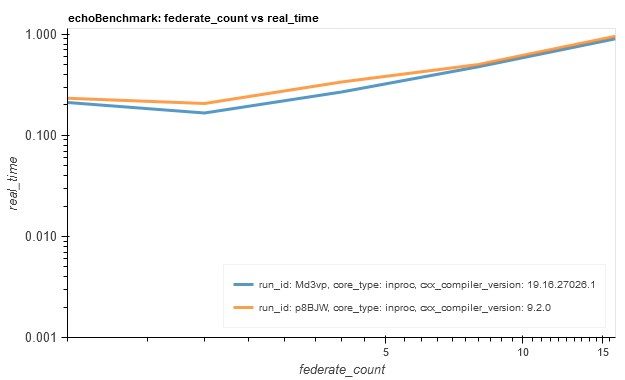 echoBenchmark: federate_count vs real_time
1.000
0.100
0.010
0.001
real_time
run_id: Md3vp, core_type: inproc, cxx_compiler_version: 19.16.27026.1
run_id: p8BJW, core_type: inproc, cxx_compiler_version: 9.2.0
5
10
15
federate_count